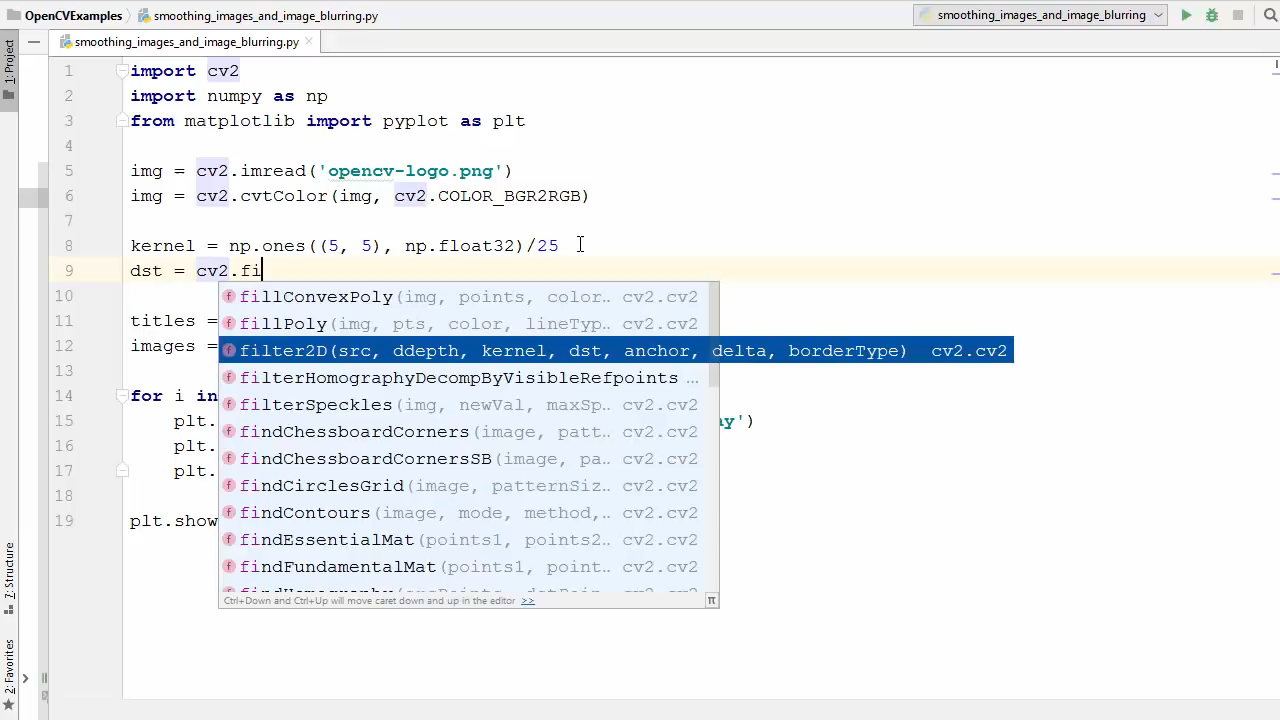 OpenCVExamples smoothing_images_and_image_blurring.py smoothing_images_and_image_blurring
smoothing_images_and_image_blurring.py
1: Project
7: Structure
2: Favorites
1 import cv2
2 import numpy as np
3 from matplotlib import pyplot as plt
4
5 img = cv2.imread('opencv-logo.png')
6 img = cv2.cvtColor(img, cv2.COLOR_BGR2RGB)
7
8 kernel = np.ones((5, 5), np.float32)/25
9 dst = cv2.fi
10
11 titles =
12 images =
13
14 for i in
15 plt. y')
16 plt.
17 plt.
18
19 plt.show
fillConvexPoly(img, points, color.. cv2.cv2
fillPoly(img, pts, color, lineTyp.. cv2.cv2
filter2D(src, ddepth, kernel, dst, anchor, delta, borderType) cv2.cv2
filterHomographyDecompByVisibleRefpoints ...
filterSpeckles(img, newVal, maxSp.. cv2.cv2
findChessboardCorners(image, patt.. cv2.cv2
findChessboardCornersSB(image, pa.. cv2.cv2
findCirclesGrid(image, patternSiz.. cv2.cv2
findContours(image, mode, method,.. cv2.cv2
findEssentialMat(points1, points2.. cv2.cv2
findFundamentalMat(points1, point.. cv2.cv2
Ctrl+Down and Ctrl+Up will move caret down and up in the editor >> π